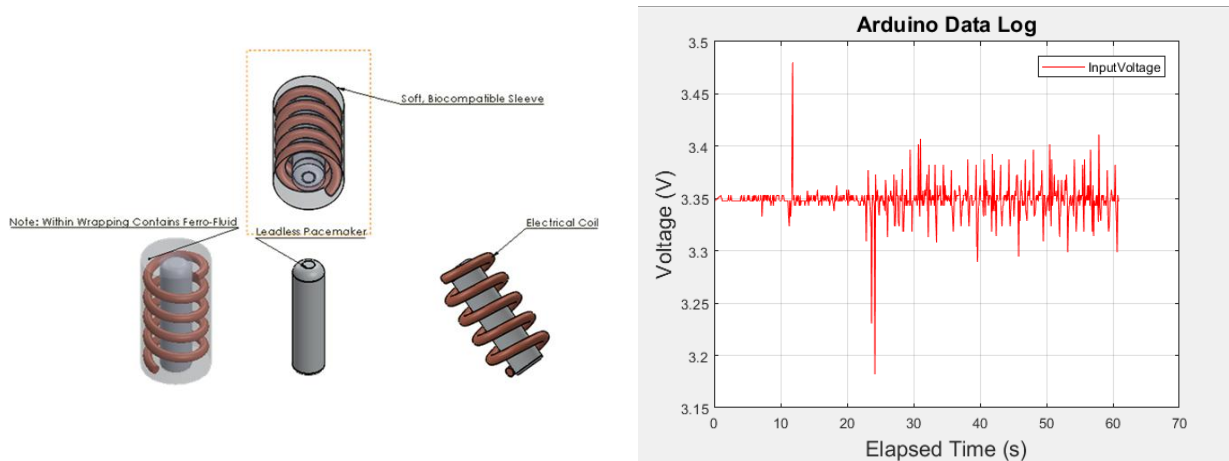 Soft, Biocompatible Sleeve
Note: Within Wrapping Contains Ferro-Fluid
Leadless Pacemaker
Electrical Coil
Arduino Data Log
InputVoltage
Voltage (V)
3.5
3.45
3.4
3.35
3.3
3.25
3.2
3.15
0 10 20 30 40 50 60 70
Elapsed Time (s)